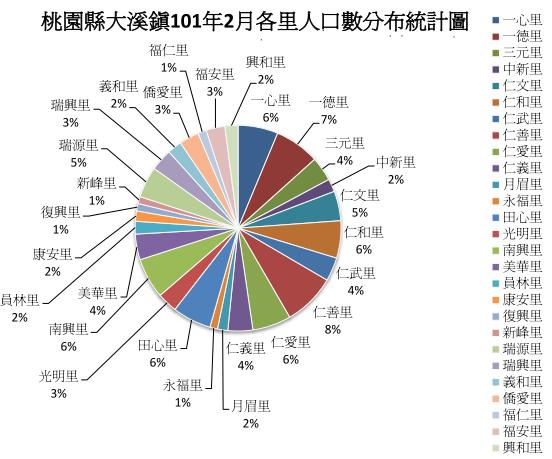 桃園縣大溪鎮101年2月各里人口數分布統計圖
一心里
6%
一德里
7%
三元里
4%
中新里
2%
仁文里
5%
仁和里
6%
仁武里
4%
仁善里
8%
仁愛里
6%
仁義里
4%
月眉里
2%
永福里
1%
田心里
6%
光明里
3%
南興里
6%
美華里
4%
員林里
2%
康安里
2%
復興里
1%
新峰里
1%
瑞源里
5%
瑞興里
3%
義和里
2%
僑愛里
3%
福仁里
1%
福安里
3%
興和里
2%
一心里
一德里
三元里
中新里
仁文里
仁和里
仁武里
仁善里
仁愛里
仁義里
月眉里
永福里
田心里
光明里
南興里
美華里
員林里
康安里
復興里
新峰里
瑞源里
瑞興里
義和里
僑愛里
福仁里
福安里
興和里